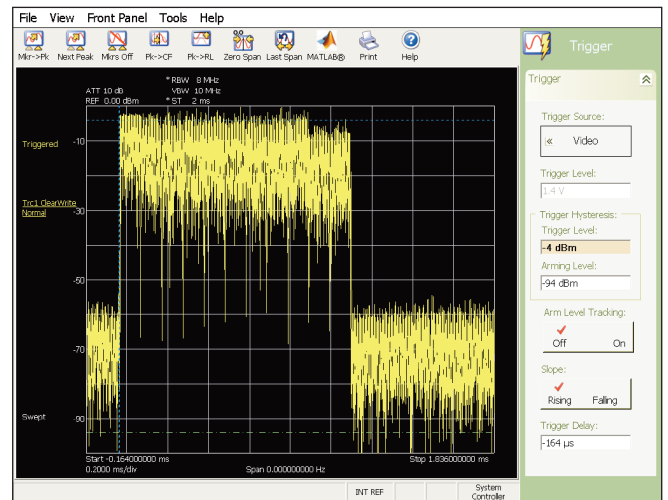 File View Front Panel Tools Help
Mkr->Pk Next Peak Mkrs Off Pk->CF Pk->RL Zero Span Last Span MATLAB® Print Help
*RBW 8 MHz
ATT 10 dB VBW 10 MHz
REF 0.00 dBm *ST 2 ms
Triggered
-10
Trc1 ClearWrite
Normal
-30
-50
-70
Swept
-90
Start -0.164000000 ms Stop 1.836000000 ms
0.2000 ms/div Span 0.000000000 Hz
INT REF
System
Controller
Trigger
Trigger
Trigger Source:
Video
Trigger Level:
1.4 V
Trigger Hysteresis:
Trigger Level:
-4 dBm
Arming Level:
-94 dBm
Arm Level Tracking:
Off On
Slope:
Rising Falling
Trigger Delay:
-164 µs